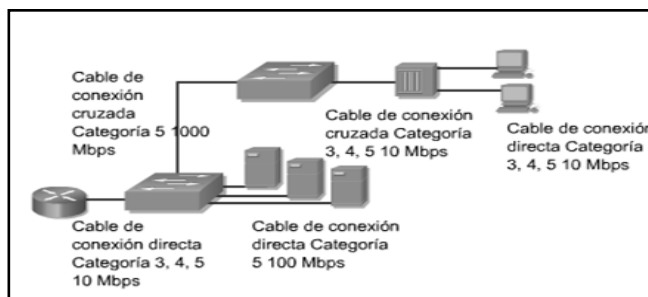 Cable de
conexión
cruzada
Categoría 5 1000
Mbps
Cable de conexión
cruzada Categoría
3, 4, 5 10 Mbps
Cable de conexión
directa Categoría
3, 4, 5 10 Mbps
Cable de
conexión directa
Categoría 3, 4, 5
10 Mbps
Cable de conexión
directa Categoría
5 100 Mbps